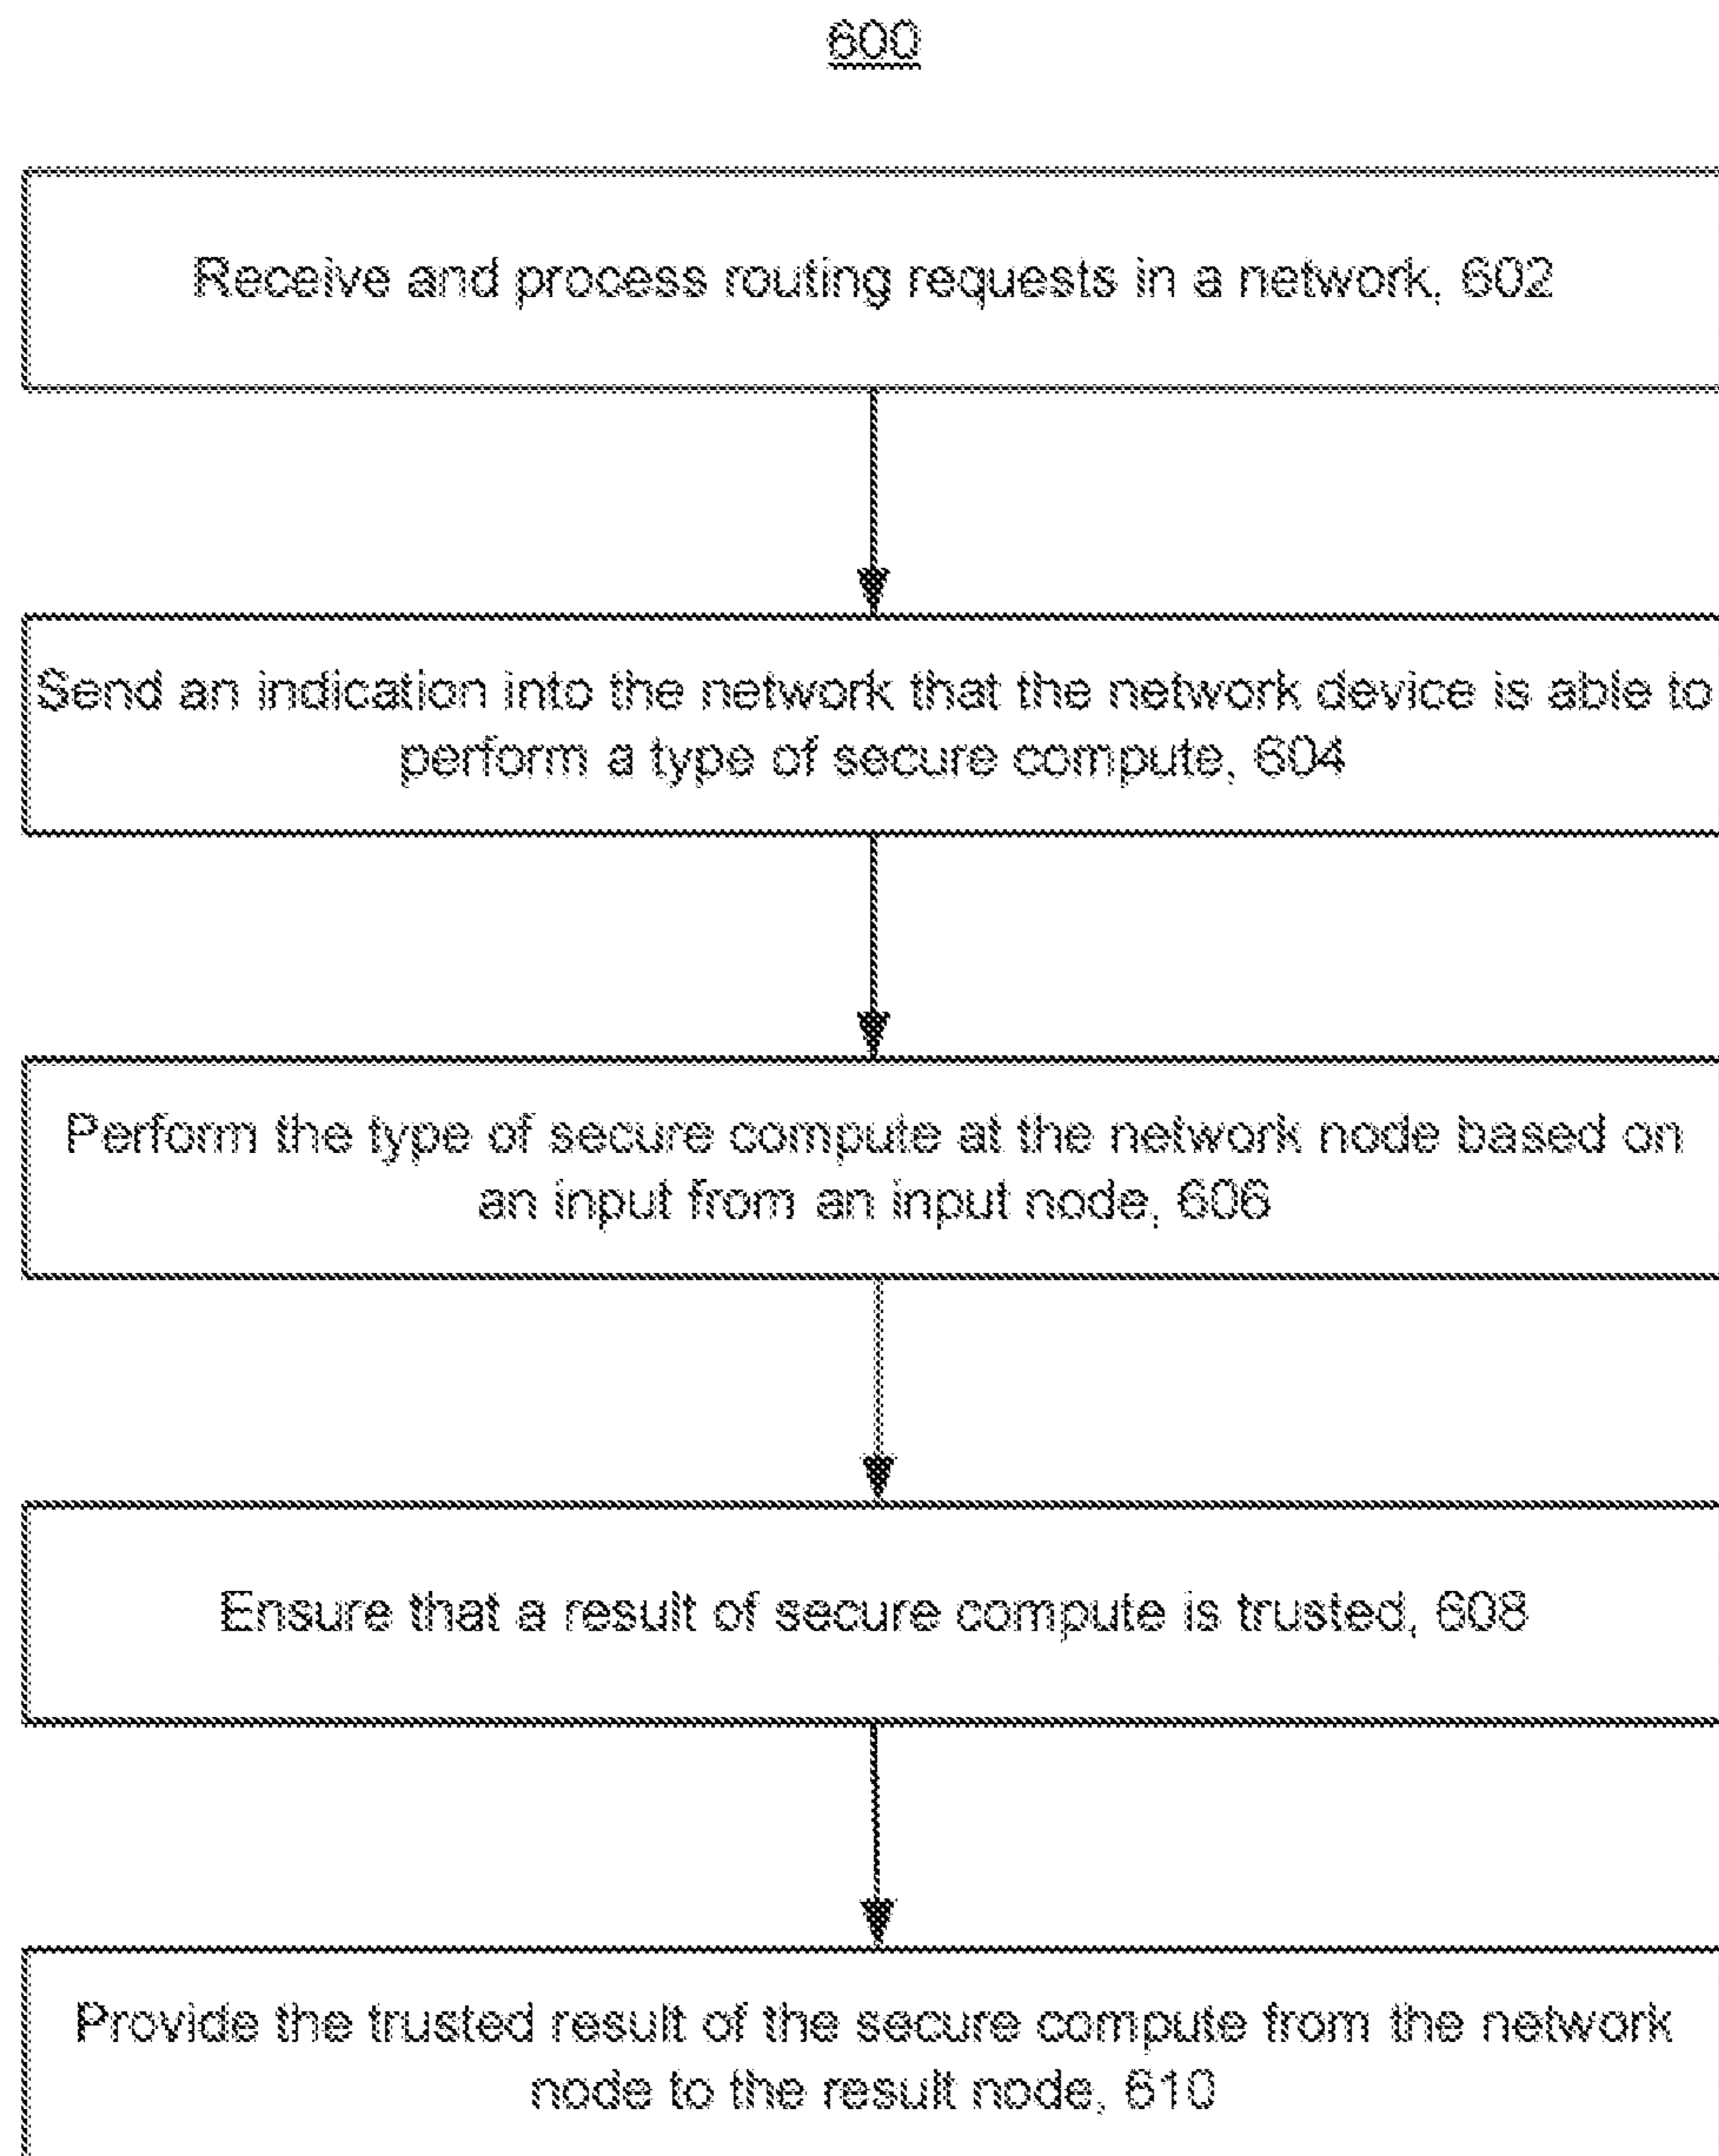 600
Receive and process routing requests in a network, 602
Send an indication into the network that the network device is able to
perform a type of secure compute, 604
Perform the type of secure compute at the network node based on
an input from an input node, 606
Ensure that a result of secure compute is trusted, 608
Provide the trusted result of the secure compute from the network
node to the result node, 610